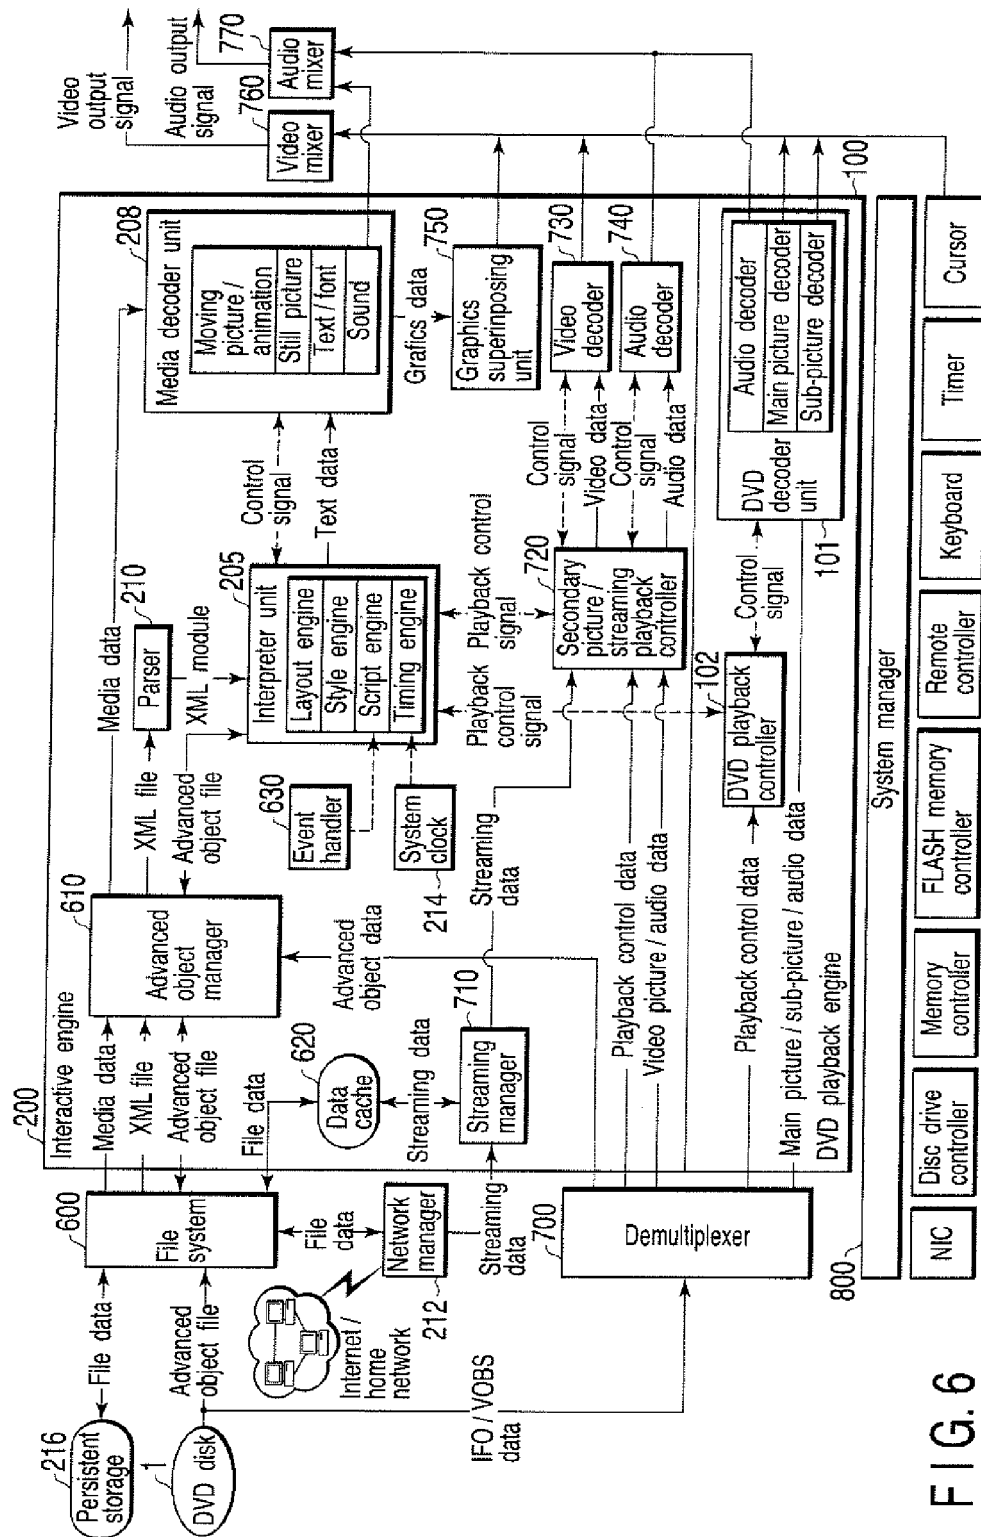 216
Persistent
storage
1
DVD disk
File data
Advanced
object file
IFO / VOBS
data
Internet /
home
network
600
File
system
File
data
Network
manager
212
Streaming
data
700
Demultiplexer
200
Interactive engine
Media data
XML file
Advanced
object file
File data
620
Data
cache
Streaming data
710
Streaming
manager
610
Advanced
object
manager
Advanced
object data
Streaming
data
Playback control data
Video picture / audio data
Playback control data
Main picture / sub-picture / audio data
DVD playback engine
Media data
XML file
Advanced
object file
210
Parser
XML module
630
Event
handler
System
clock
214
205
Interpreter unit
Layout engine
Style engine
Script engine
Timing engine
Playback
control
signal
Playback control
signal
720
Secondary
picture /
streaming
playback
controller
102
DVD playback
controller
Control
signal
Text data
Control
signal
Video data
Control
signal
Audio data
Control
signal
208
Media decoder unit
Moving
picture /
animation
Still picture
Text / font
Sound
Grafics data
750
Graphics
superinposing
unit
730
Video
decoder
740
Audio
decoder
101
DVD
decoder
unit
Audio decoder
Main picture decoder
Sub-picture decoder
100
Video
output
signal
Audio output
signal
760
Video
mixer
770
Audio
mixer
800
System manager
NIC
Disc drive
controller
Memory
controller
FLASH memory
controller
Remote
controller
Keyboard
Timer
Cursor
FIG. 6